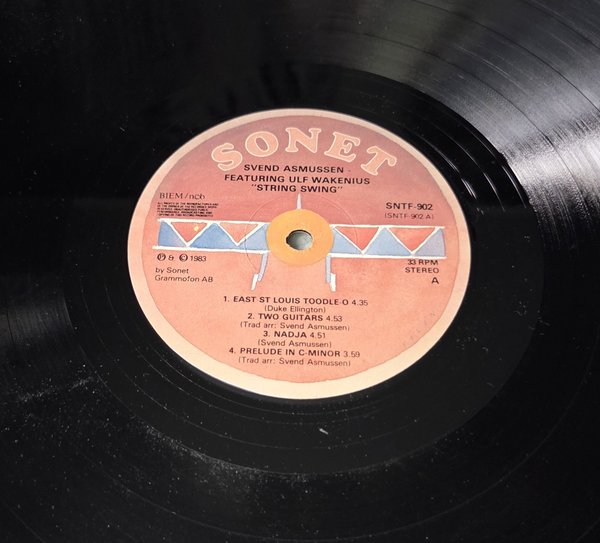 SONET
SVEND ASMUSSEN -
FEATURING ULF WAKENIUS
"STRING SWING"
BIEM/ncb
SNTF-902
(SNTF-902 A)
℗ & © 1983
by Sonet
Grammofon AB
33 RPM
STEREO
A
1. EAST ST LOUIS TOODLE-O 4.35
(Duke Ellington)
2. TWO GUITARS 4.53
(Trad arr: Svend Asmussen)
3. NADJA 4.51
(Svend Asmussen)
4. PRELUDE IN C-MINOR 3.59
(Trad arr: Svend Asmussen)